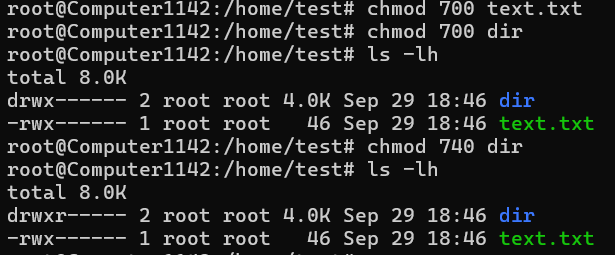 root@Computer1142:/home/test# chmod 700 text.txt
root@Computer1142:/home/test# chmod 700 dir
root@Computer1142:/home/test# ls -lh
total 8.0K
drwx------ 2 root root 4.0K Sep 29 18:46 dir
-rwx------ 1 root root   46 Sep 29 18:46 text.txt
root@Computer1142:/home/test# chmod 740 dir
root@Computer1142:/home/test# ls -lh
total 8.0K
drwxr----- 2 root root 4.0K Sep 29 18:46 dir
-rwx------ 1 root root   46 Sep 29 18:46 text.txt